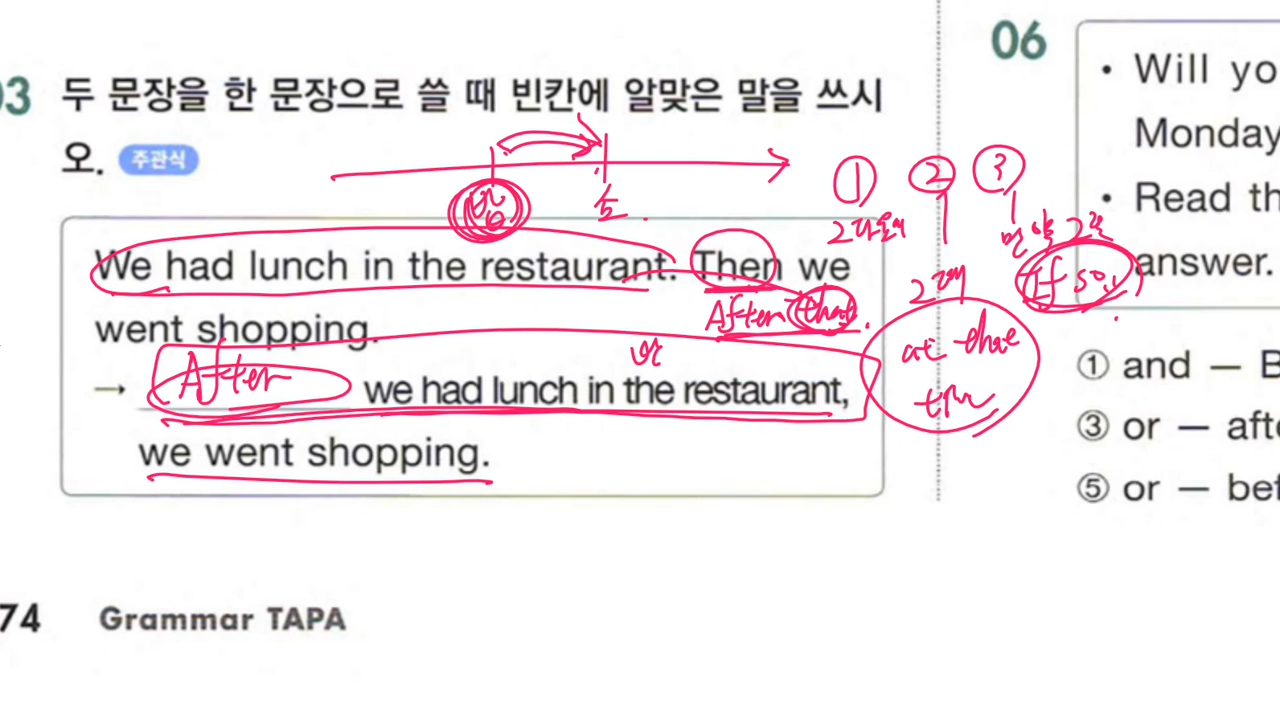 03 두 문장을 한 문장으로 쓸 때 빈칸에 알맞은 말을 쓰시
오. 주관식
밥
쇼
We had lunch in the restaurant. Then we
After that
went shopping.
→ After we had lunch in the restaurant,
we went shopping.
① ② ③
그 다음에
그때
만약 그럼
at that
time
If so,
06
• Will yo
Monday
• Read th
answer.
① and — B
③ or — afte
⑤ or — bef
74 Grammar TAPA